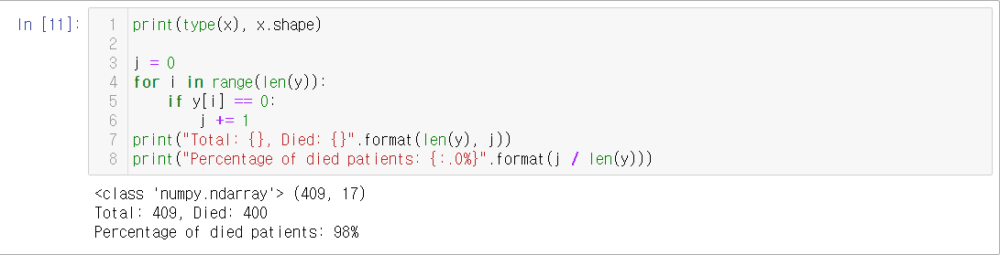 In [11]:
1 print(type(x), x.shape)
2
3 j = 0
4 for i in range(len(y)):
5     if y[i] == 0:
6         j += 1
7 print("Total: {}, Died: {}".format(len(y), j))
8 print("Percentage of died patients: {:.0%}".format(j / len(y)))
<class 'numpy.ndarray'> (409, 17)
Total: 409, Died: 400
Percentage of died patients: 98%